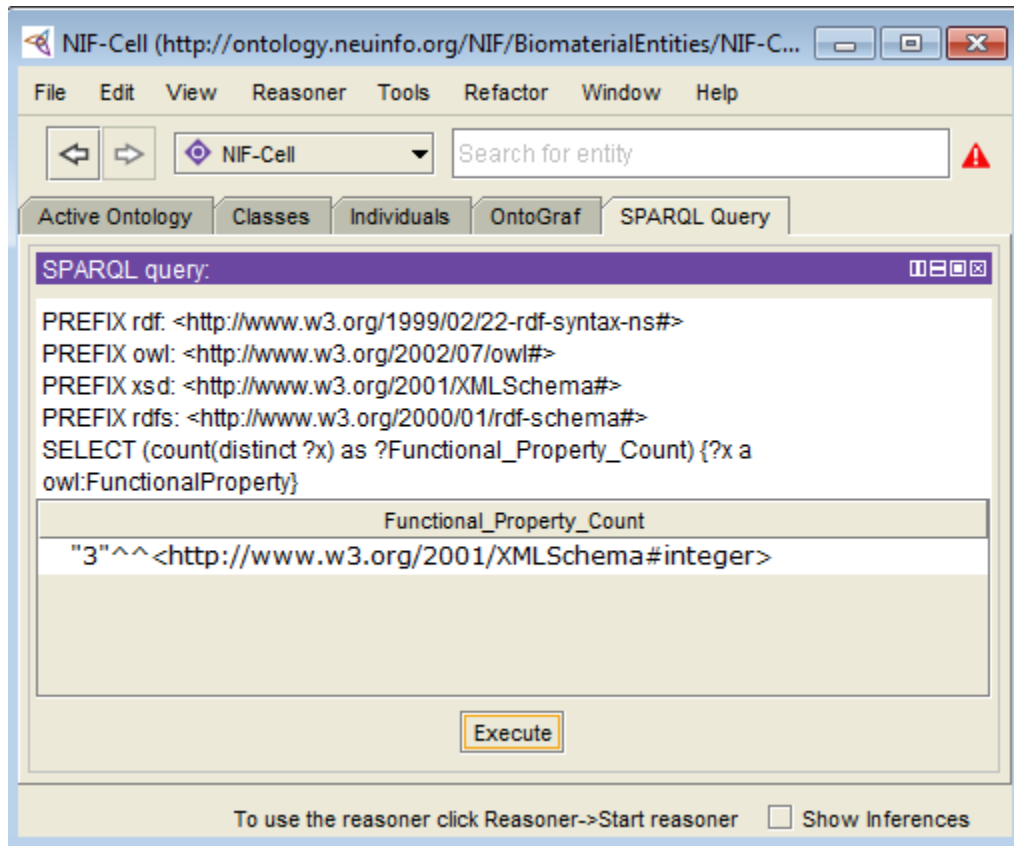 NIF-Cell (http://ontology.neuinfo.org/NIF/BiomaterialEntities/NIF-C...
File Edit View Reasoner Tools Refactor Window Help
NIF-Cell Search for entity
Active Ontology Classes Individuals OntoGraf SPARQL Query
SPARQL query:
PREFIX rdf: <http://www.w3.org/1999/02/22-rdf-syntax-ns#>
PREFIX owl: <http://www.w3.org/2002/07/owl#>
PREFIX xsd: <http://www.w3.org/2001/XMLSchema#>
PREFIX rdfs: <http://www.w3.org/2000/01/rdf-schema#>
SELECT (count(distinct ?x) as ?Functional_Property_Count) {?x a
owl:FunctionalProperty}
Functional_Property_Count
"3"^^<http://www.w3.org/2001/XMLSchema#integer>
Execute
To use the reasoner click Reasoner->Start reasoner Show Inferences